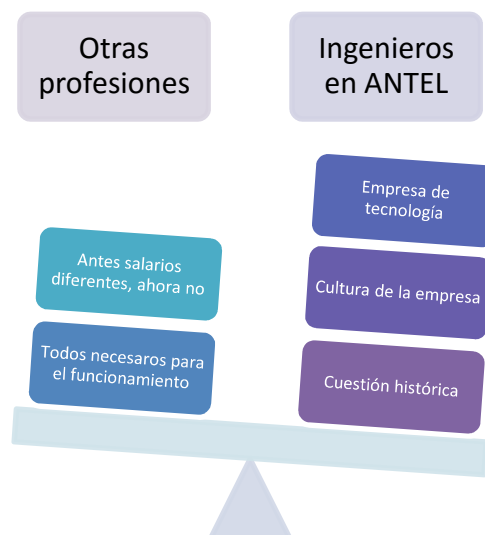 Otras
profesiones
Ingenieros
en ANTEL
Empresa de
tecnología
Antes salarios
diferentes, ahora no
Cultura de la empresa
Todos necesaros para
el funcionamiento
Cuestión histórica